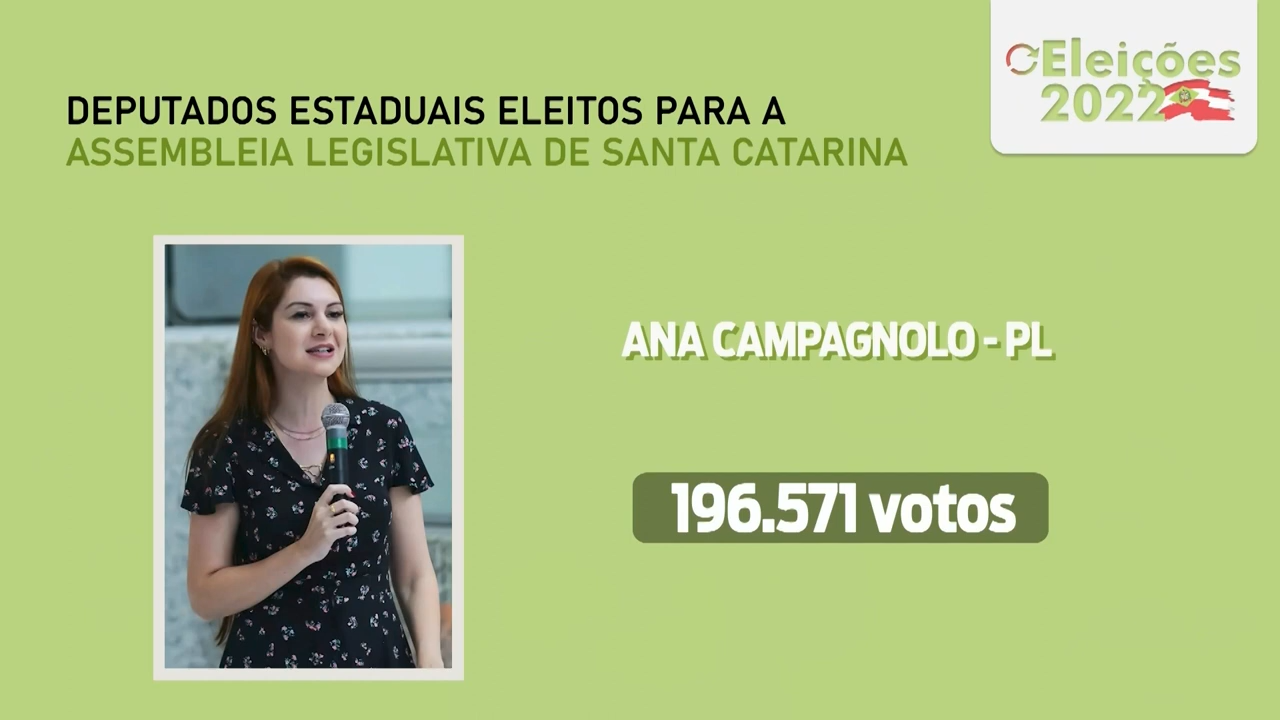 Eleições
2022
DEPUTADOS ESTADUAIS ELEITOS PARA A
ASSEMBLEIA LEGISLATIVA DE SANTA CATARINA
ANA CAMPAGNOLO - PL
196.571 votos